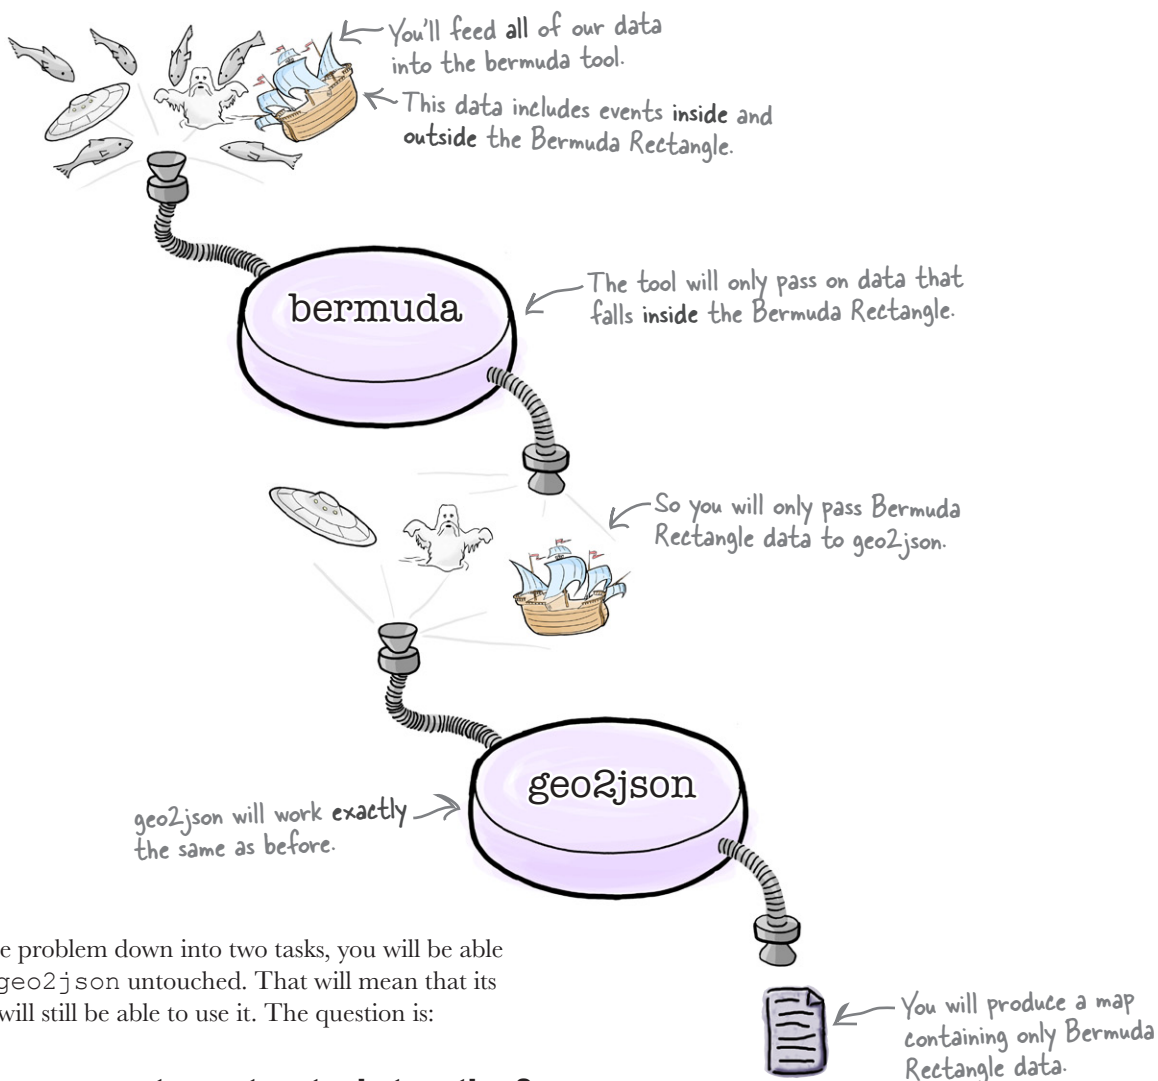 You'll feed all of our data
into the bermuda tool.
This data includes events inside and
outside the Bermuda Rectangle.
bermuda
The tool will only pass on data that
falls inside the Bermuda Rectangle.
So you will only pass Bermuda
Rectangle data to geo2json.
geo2json
geo2json will work exactly
the same as before.
e problem down into two tasks, you will be able
geo2json untouched. That will mean that its
will still be able to use it. The question is:
You will produce a map
containing only Bermuda
Rectangle data.